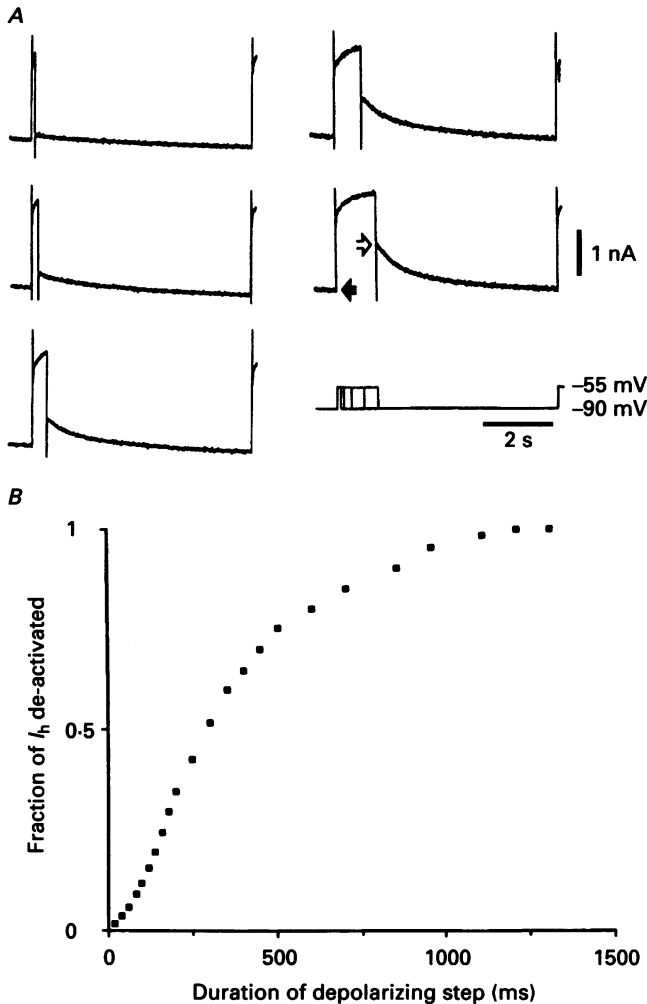 A
1 nA
–55 mV
–90 mV
2 s
B
1
0·5
0
Fraction of Ih de-activated
0
500
1000
1500
Duration of depolarizing step (ms)